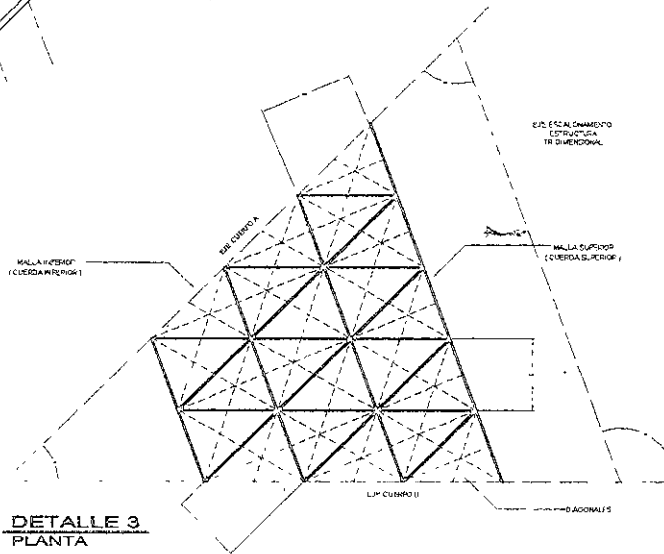 EJE ESCALONAMIENTO
ESTRUCTURA
TRIDIMENSIONAL
EJE CUERPO A
MALLA INFERIOR
(CUERDA INFERIOR)
MALLA SUPERIOR
(CUERDA SUPERIOR)
EJE CUERPO
DIAGONALES
DETALLE 3
PLANTA